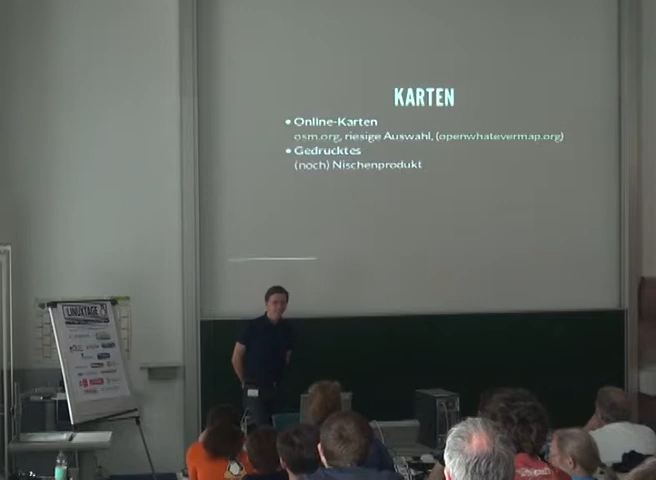 KARTEN
• Online-Karten
osm.org, riesige Auswahl, (openwhatevermap.org)
• Gedrucktes
(noch) Nischenprodukt
LINUXTAGE